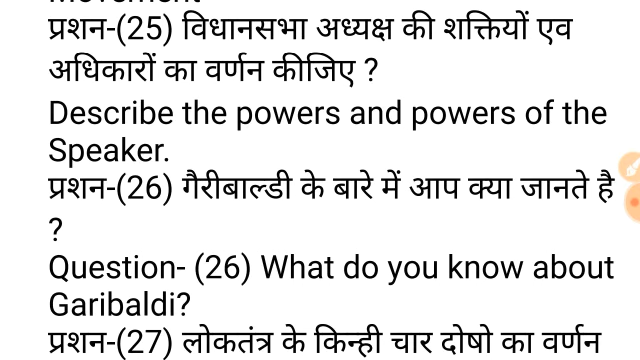 प्रशन-(25) विधानसभा अध्यक्ष की शक्तियों एव
अधिकारों का वर्णन कीजिए ?
Describe the powers and powers of the
Speaker.
प्रशन-(26) गैरीबाल्डी के बारे में आप क्या जानते है
?
Question- (26) What do you know about
Garibaldi?
प्रशन-(27) लोकतंत्र के किन्ही चार दोषो का वर्णन